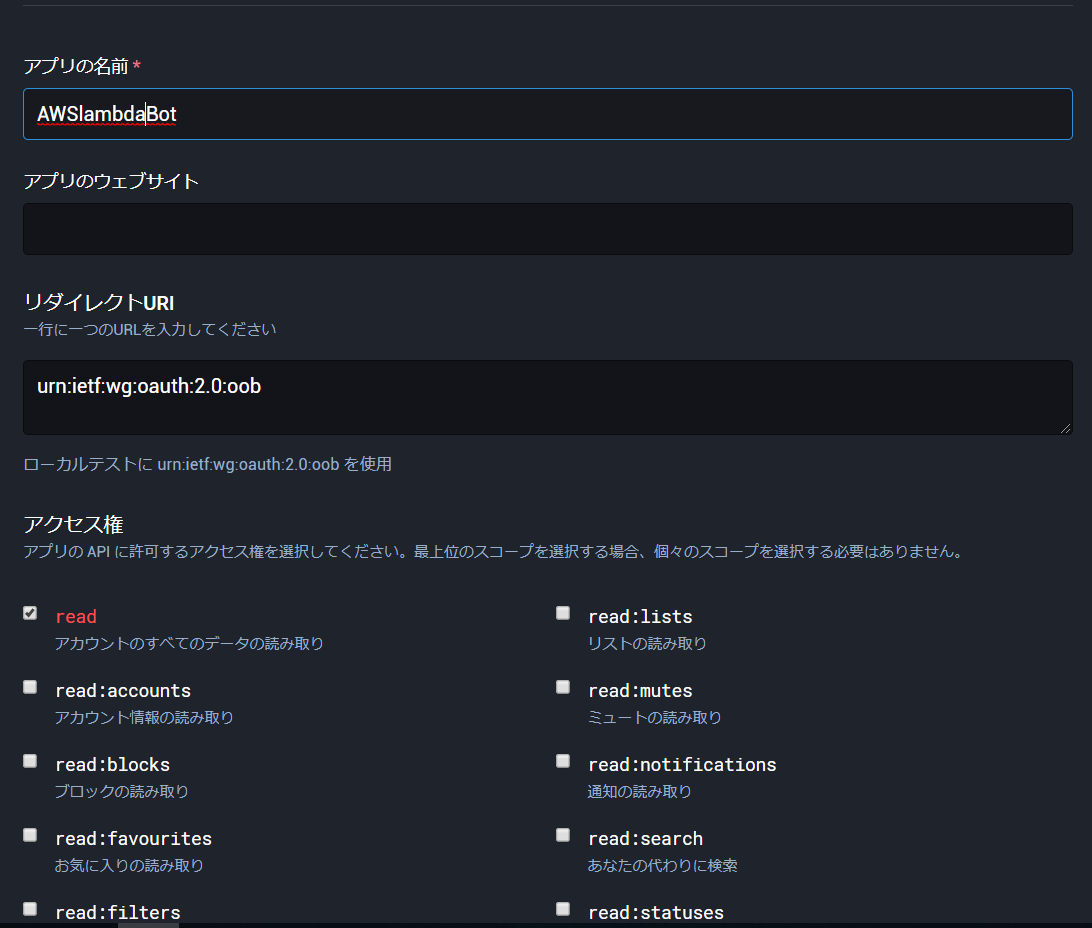 アプリの名前 *
AWSlambdaBot
アプリのウェブサイト
リダイレクトURI
一行に一つのURLを入力してください
urn:ietf:wg:oauth:2.0:oob
ローカルテストに urn:ietf:wg:oauth:2.0:oob を使用
アクセス権
アプリの API に許可するアクセス権を選択してください。最上位のスコープを選択する場合、個々のスコープを選択する必要はありません。
read
アカウントのすべてのデータの読み取り
read:lists
リストの読み取り
read:accounts
アカウント情報の読み取り
read:mutes
ミュートの読み取り
read:blocks
ブロックの読み取り
read:notifications
通知の読み取り
read:favourites
お気に入りの読み取り
read:search
あなたの代わりに検索
read:filters
read:statuses